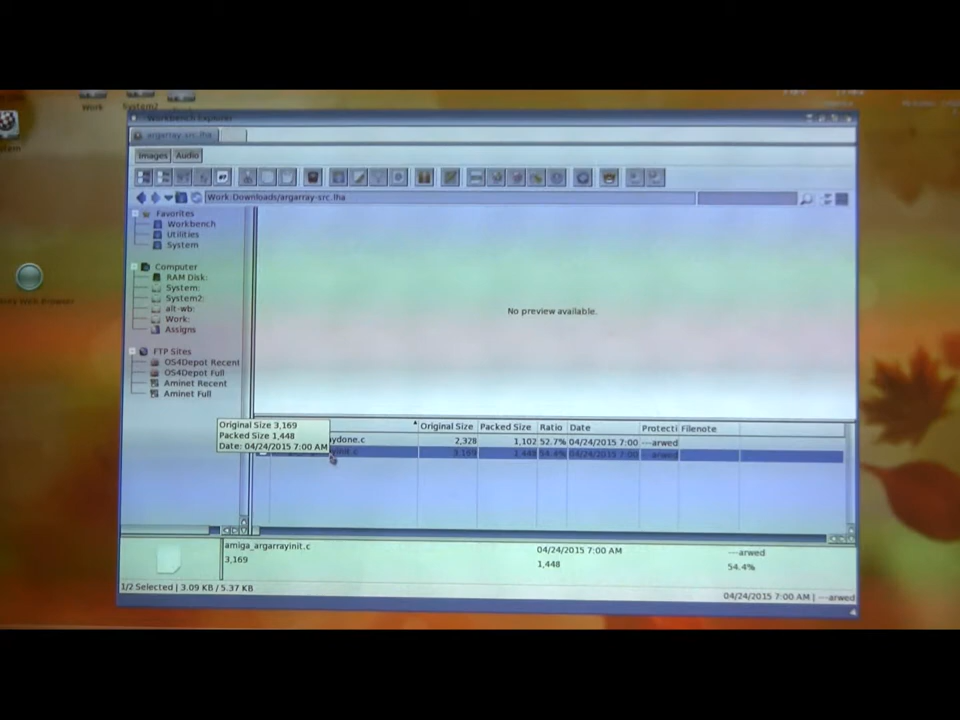 Work
System2
Workbench Explorer
argarray-src.lha
Images Audio
Work:Downloads/argarray-src.lha
Favorites
Workbench
Utilities
System
Computer
RAM Disk:
System:
System2:
alt-wb:
Work:
Assigns
FTP Sites
OS4Depot Recent
OS4Depot Full
Aminet Recent
Aminet Full
No preview available.
Original Size 3,169
Packed Size 1,448
Date: 04/24/2015 7:00 AM
Original Size Packed Size Ratio Date Protecti Filenote
ydone.c 2,328 1,102 52.7% 04/24/2015 7:00 ---arwed
yinit.c 3,169 1,448 54.4% 04/24/2015 7:00 ---arwed
amiga_argarrayinit.c 04/24/2015 7:00 AM ---arwed
3,169 1,448 54.4%
1/2 Selected | 3.09 KB / 5.37 KB
04/24/2015 7:00 AM | ---arwed
Web Browser